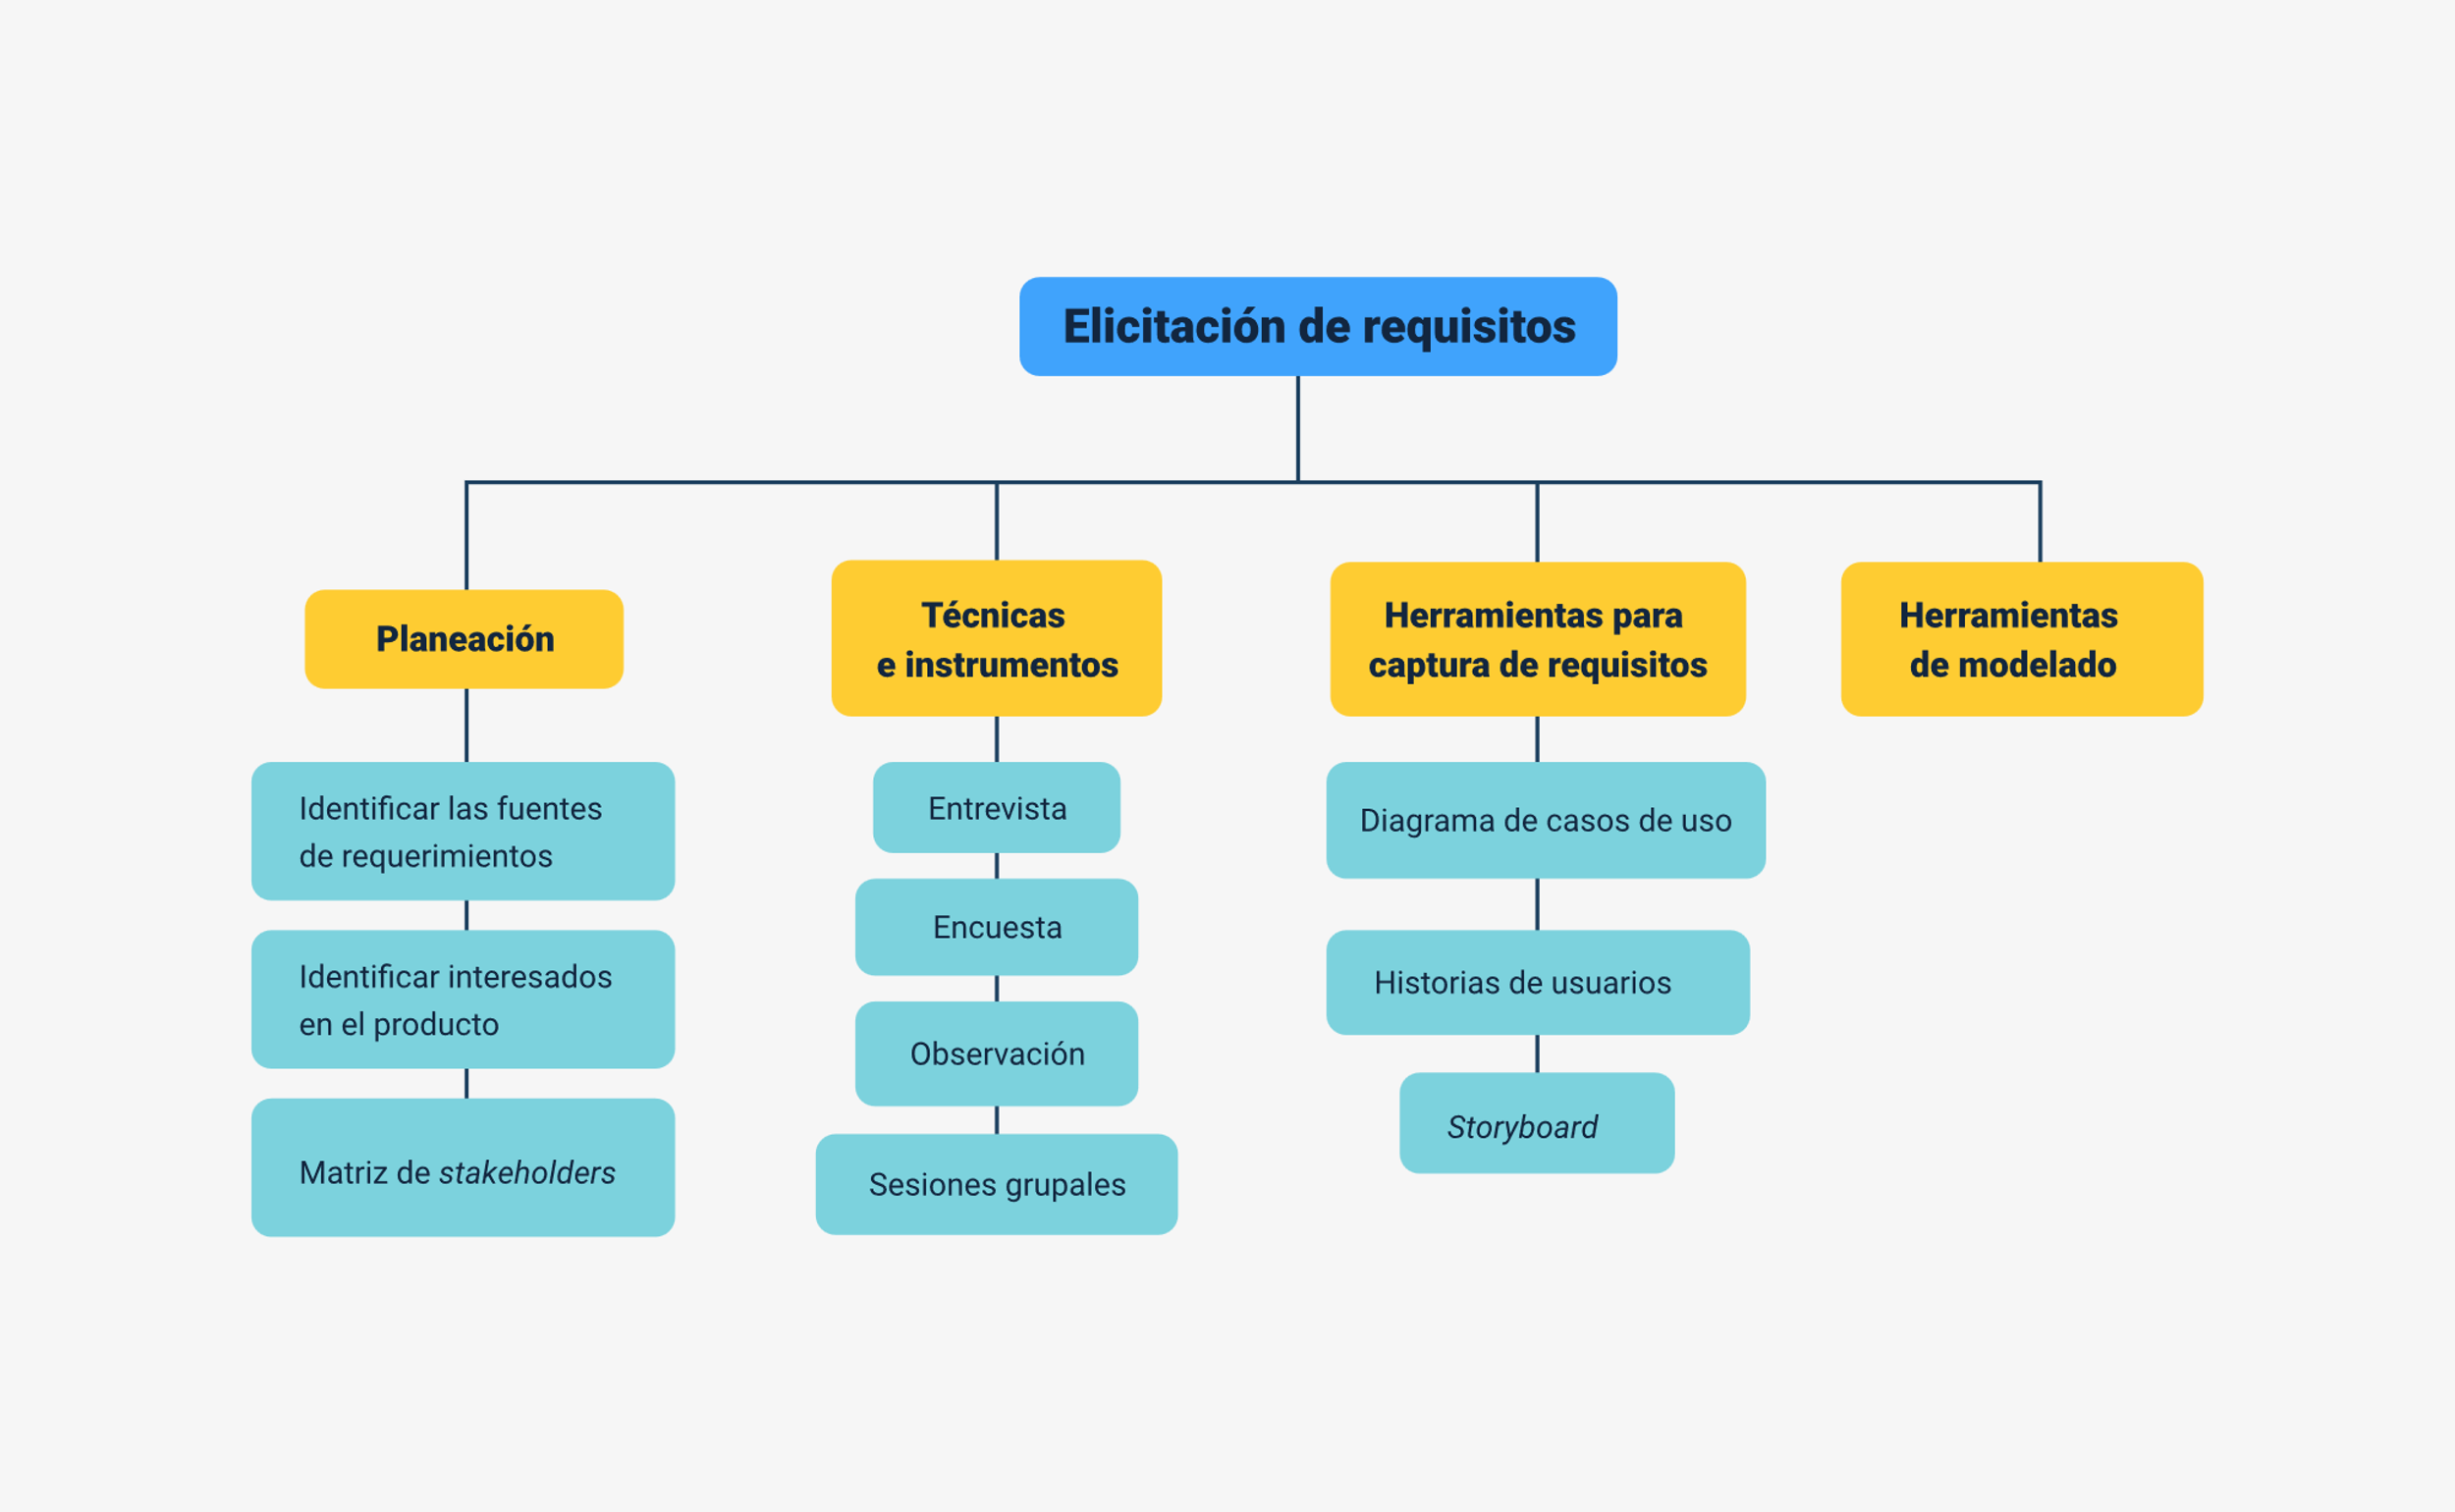 Elicitación de requisitos
Planeación
Identificar las fuentes
de requerimientos
Identificar interesados
en el producto
Matriz de stakeholders
Técnicas
e instrumentos
Entrevista
Encuesta
Observación
Sesiones grupales
Herramientas para
captura de requisitos
Diagrama de casos de uso
Historias de usuarios
Storyboard
Herramientas
de modelado